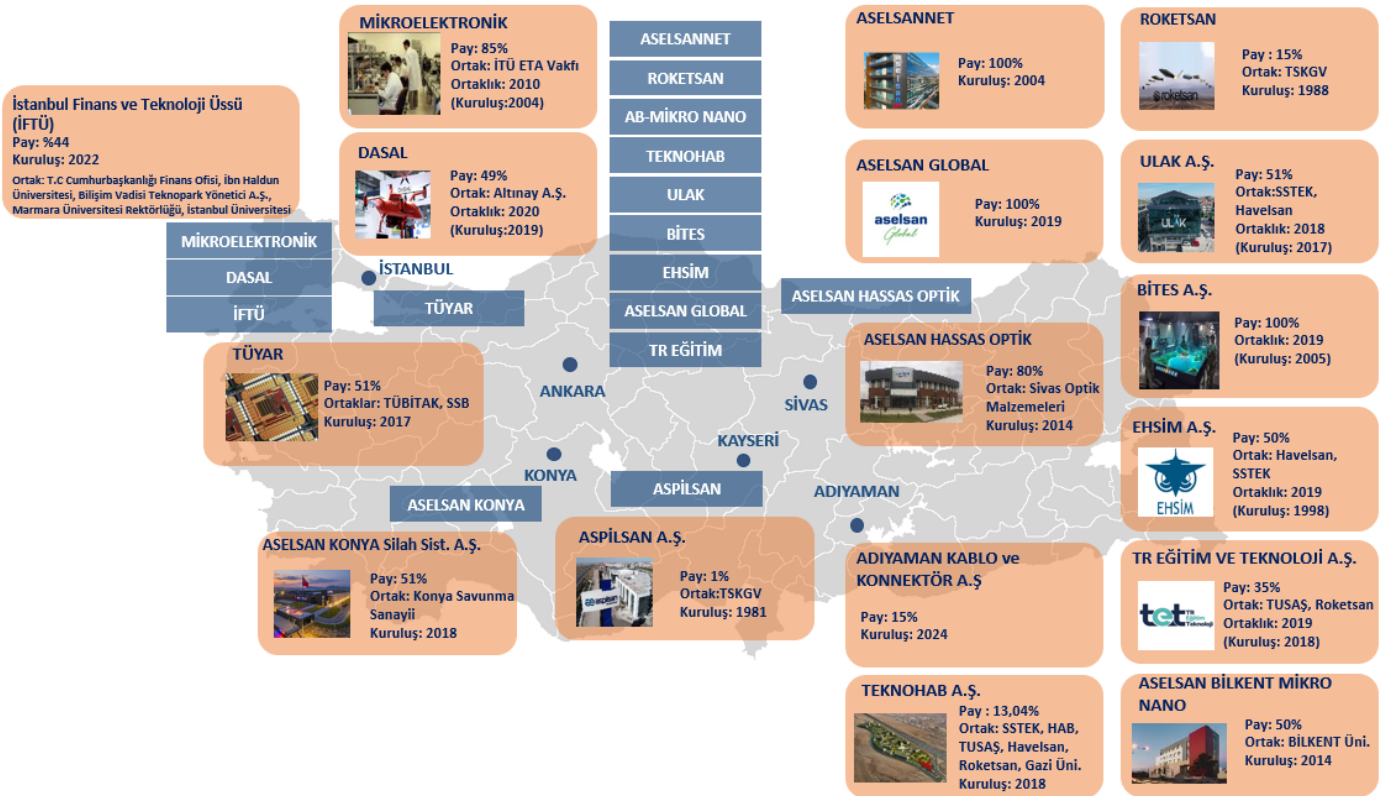 İstanbul Finans ve Teknoloji Üssü
(İFTÜ)
Pay: %44
Kuruluş: 2022
Ortak: T.C Cumhurbaşkanlığı Finans Ofisi, İbn Haldun
Üniversitesi, Bilişim Vadisi Teknopark Yönetici A.Ş.,
Marmara Üniversitesi Rektörlüğü, İstanbul Üniversitesi
MİKROELEKTRONİK
Pay: 85%
Ortak: İTÜ ETA Vakfı
Ortaklık: 2010
(Kuruluş:2004)
DASAL
Pay: 49%
Ortak: Altınay A.Ş.
Ortaklık: 2020
(Kuruluş:2019)
MİKROELEKTRONİK
DASAL
İFTÜ
İSTANBUL
TÜYAR
TÜYAR
Pay: 51%
Ortaklar: TÜBİTAK, SSB
Kuruluş: 2017
ASELSANNET
ROKETSAN
AB-MİKRO NANO
TEKNOHAB
ULAK
BİTES
EHSİM
ASELSAN GLOBAL
TR EĞİTİM
ANKARA
KONYA
ASELSAN KONYA
ASELSAN KONYA Silah Sist. A.Ş.
Pay: 51%
Ortak: Konya Savunma
Sanayii
Kuruluş: 2018
KAYSERİ
ASPİLSAN
ASPİLSAN A.Ş.
aspilsan
Pay: 1%
Ortak:TSKGV
Kuruluş: 1981
ASELSAN HASSAS OPTİK
SİVAS
ASELSAN HASSAS OPTİK
Pay: 80%
Ortak: Sivas Optik
Malzemeleri
Kuruluş: 2014
ADIYAMAN
ADIYAMAN KABLO ve
KONNEKTÖR A.Ş
Pay: 15%
Kuruluş: 2024
TEKNOHAB A.Ş.
Pay : 13,04%
Ortak: SSTEK, HAB,
TUSAŞ, Havelsan,
Roketsan, Gazi Üni.
Kuruluş: 2018
ASELSANNET
Pay: 100%
Kuruluş: 2004
ASELSAN GLOBAL
aselsan
Global
Pay: 100%
Kuruluş: 2019
ROKETSAN
roketsan
Pay : 15%
Ortak: TSKGV
Kuruluş: 1988
ULAK A.Ş.
ULAK
Pay: 51%
Ortak:SSTEK,
Havelsan
Ortaklık: 2018
(Kuruluş: 2017)
BİTES A.Ş.
Pay: 100%
Ortaklık: 2019
(Kuruluş: 2005)
EHSİM A.Ş.
EHSİM
Pay: 50%
Ortak: Havelsan,
SSTEK
Ortaklık: 2019
(Kuruluş: 1998)
TR EĞİTİM VE TEKNOLOJİ A.Ş.
tet TR
Eğitim
Teknoloji
Pay: 35%
Ortak: TUSAŞ, Roketsan
Ortaklık: 2019
(Kuruluş: 2018)
ASELSAN BİLKENT MİKRO
NANO
Pay: 50%
Ortak: BİLKENT Üni.
Kuruluş: 2014